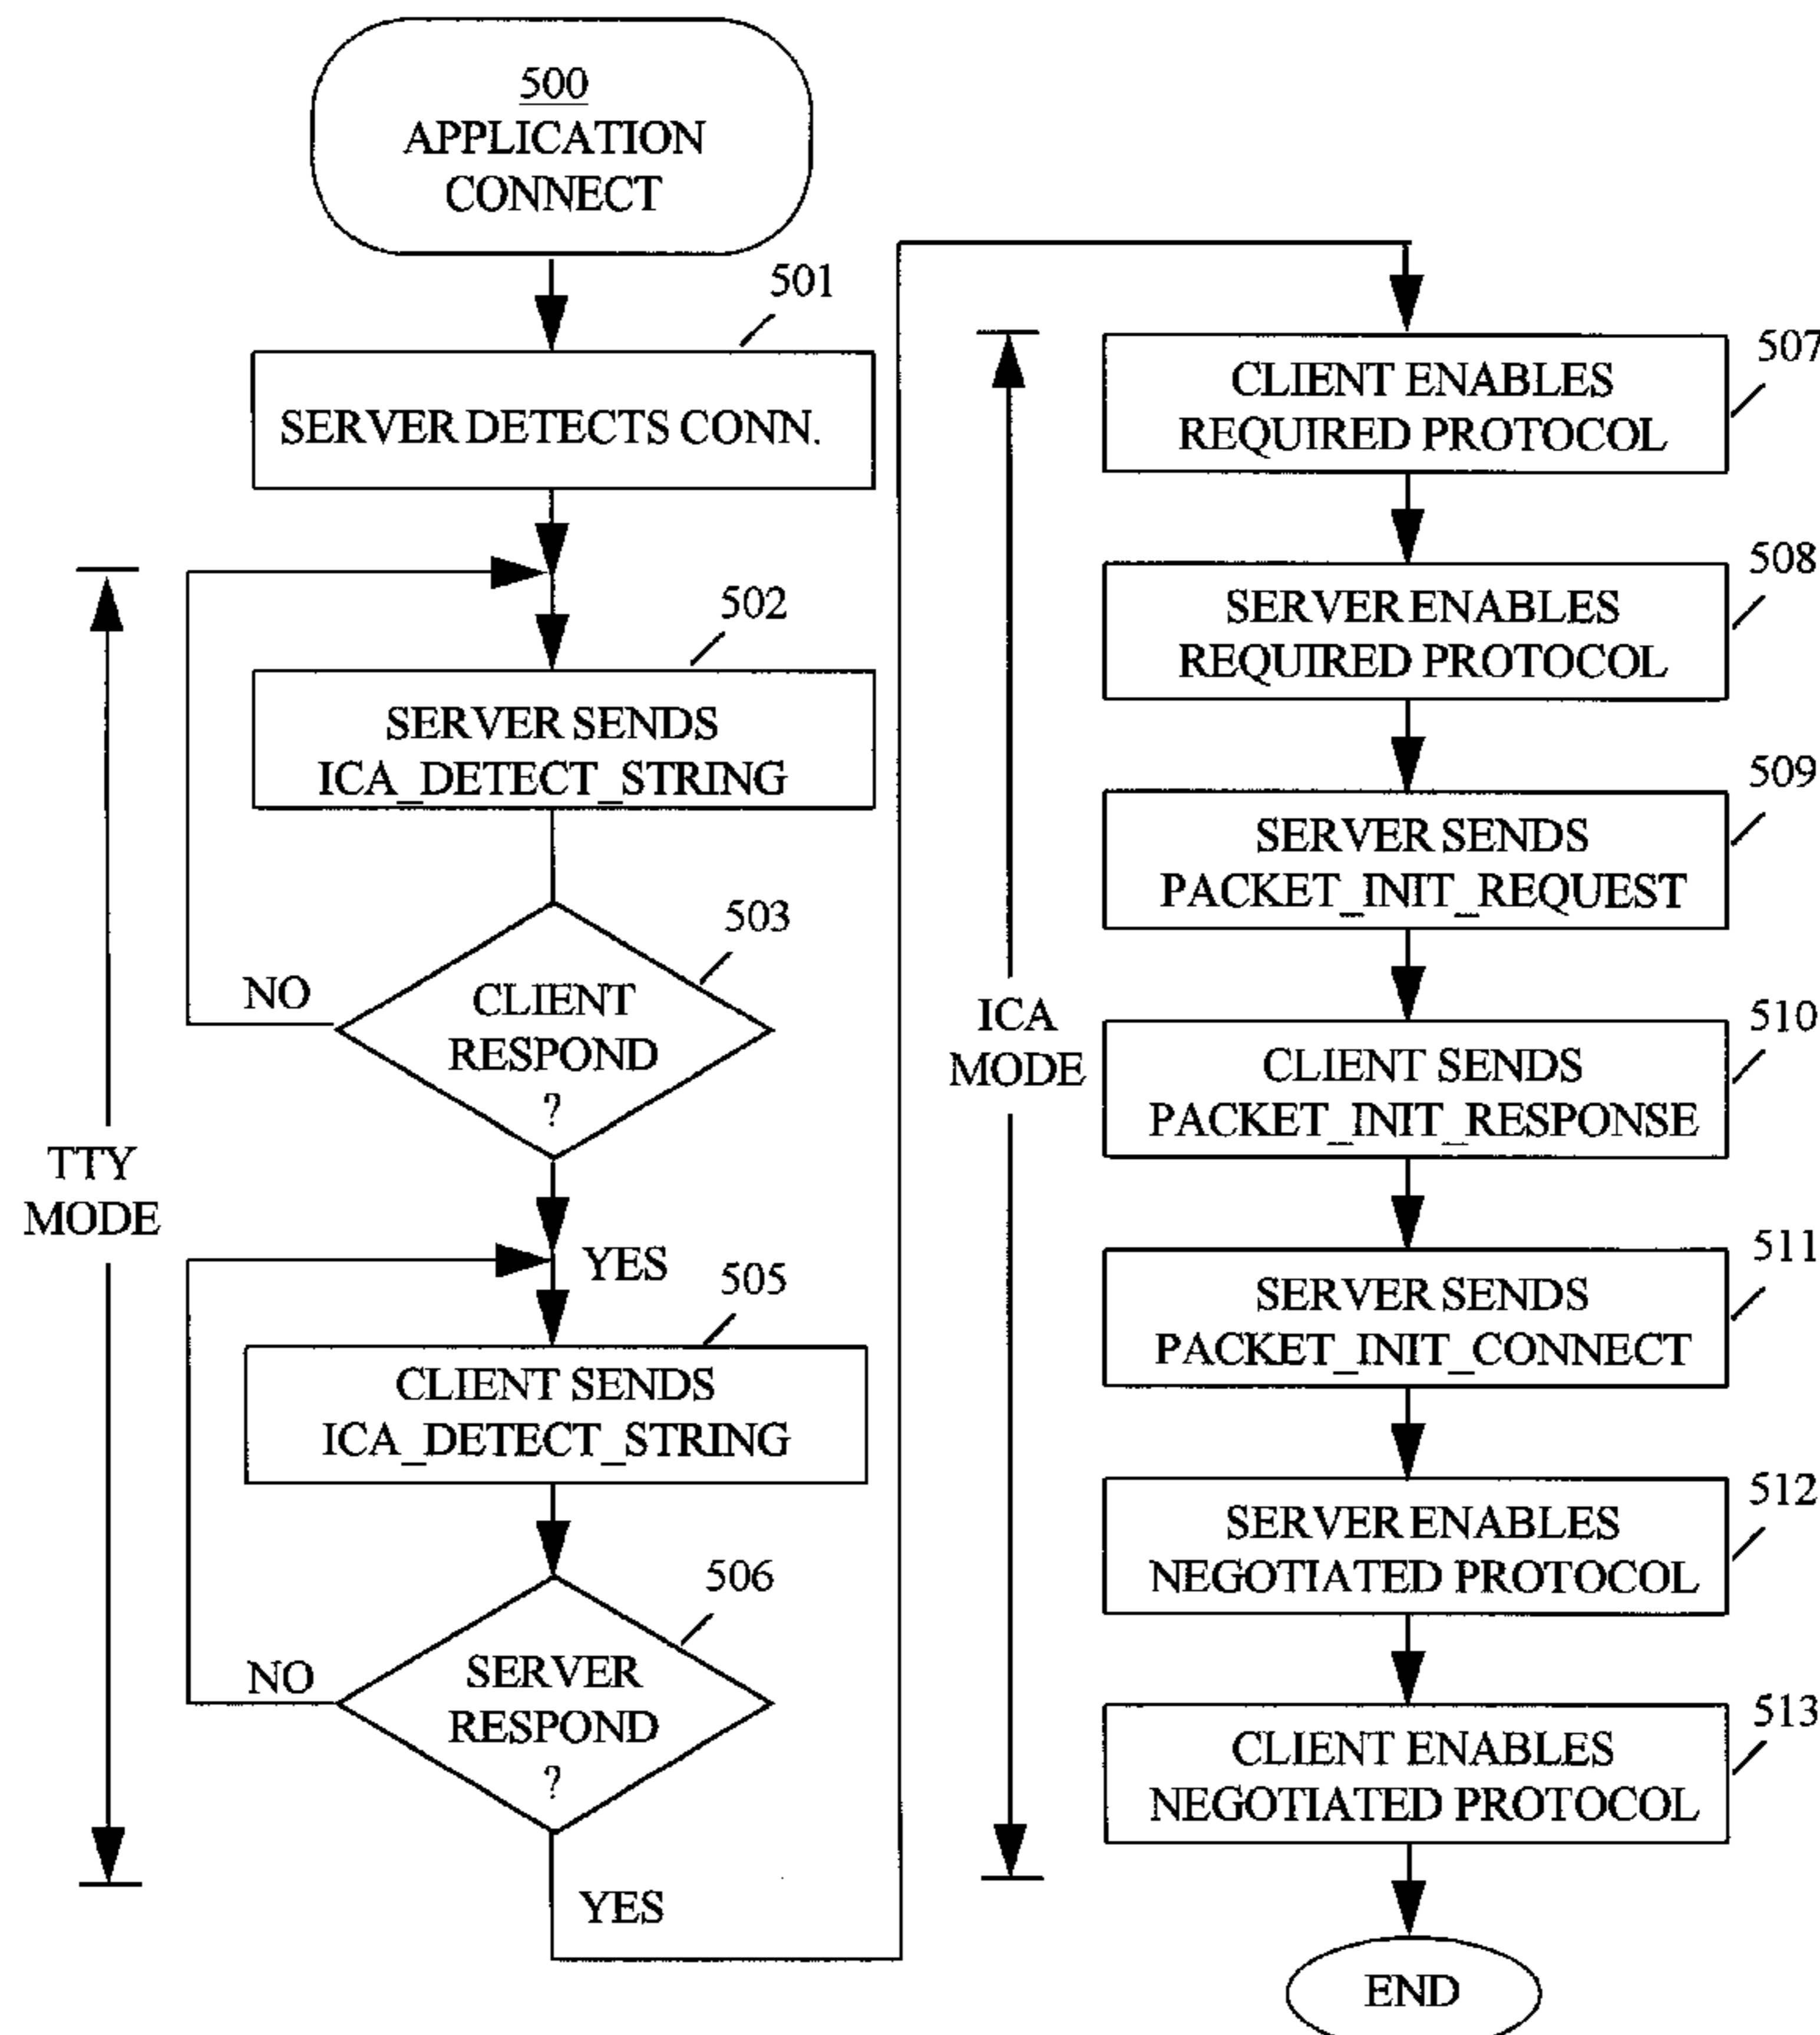 500
APPLICATION
CONNECT
501
SERVER DETECTS CONN.
502
SERVER SENDS
ICA_DETECT_STRING
503
NO
CLIENT
RESPOND
?
TTY
MODE
YES
505
CLIENT SENDS
ICA_DETECT_STRING
506
NO
SERVER
RESPOND
?
YES
507
CLIENT ENABLES
REQUIRED PROTOCOL
508
SERVER ENABLES
REQUIRED PROTOCOL
509
SERVER SENDS
PACKET_INIT_REQUEST
ICA
MODE
510
CLIENT SENDS
PACKET_INIT_RESPONSE
511
SERVER SENDS
PACKET_INIT_CONNECT
512
SERVER ENABLES
NEGOTIATED PROTOCOL
513
CLIENT ENABLES
NEGOTIATED PROTOCOL
END